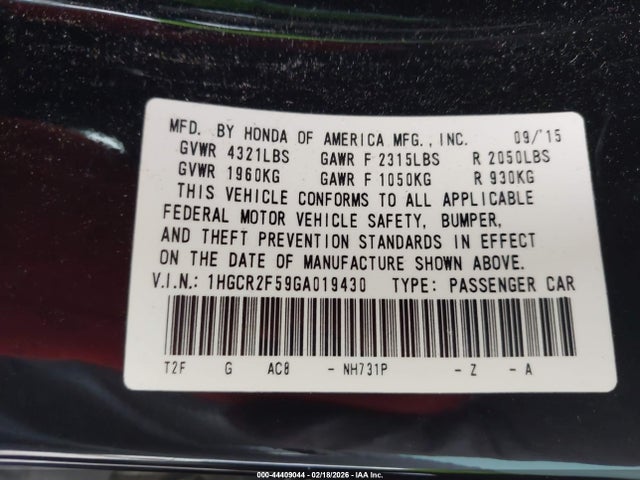 MFD. BY HONDA OF AMERICA MFG., INC. 09/'15
GVWR 4321LBS GAWR F 2315LBS R 2050LBS
GVWR 1960KG GAWR F 1050KG R 930KG
THIS VEHICLE CONFORMS TO ALL APPLICABLE
FEDERAL MOTOR VEHICLE SAFETY, BUMPER,
AND THEFT PREVENTION STANDARDS IN EFFECT
ON THE DATE OF MANUFACTURE SHOWN ABOVE.
V.I.N.: 1HGCR2F59GA019430 TYPE: PASSENGER CAR
T2F G AC8 - NH731P - Z - A
000-44409044 - 02/18/2026 - IAA Inc.